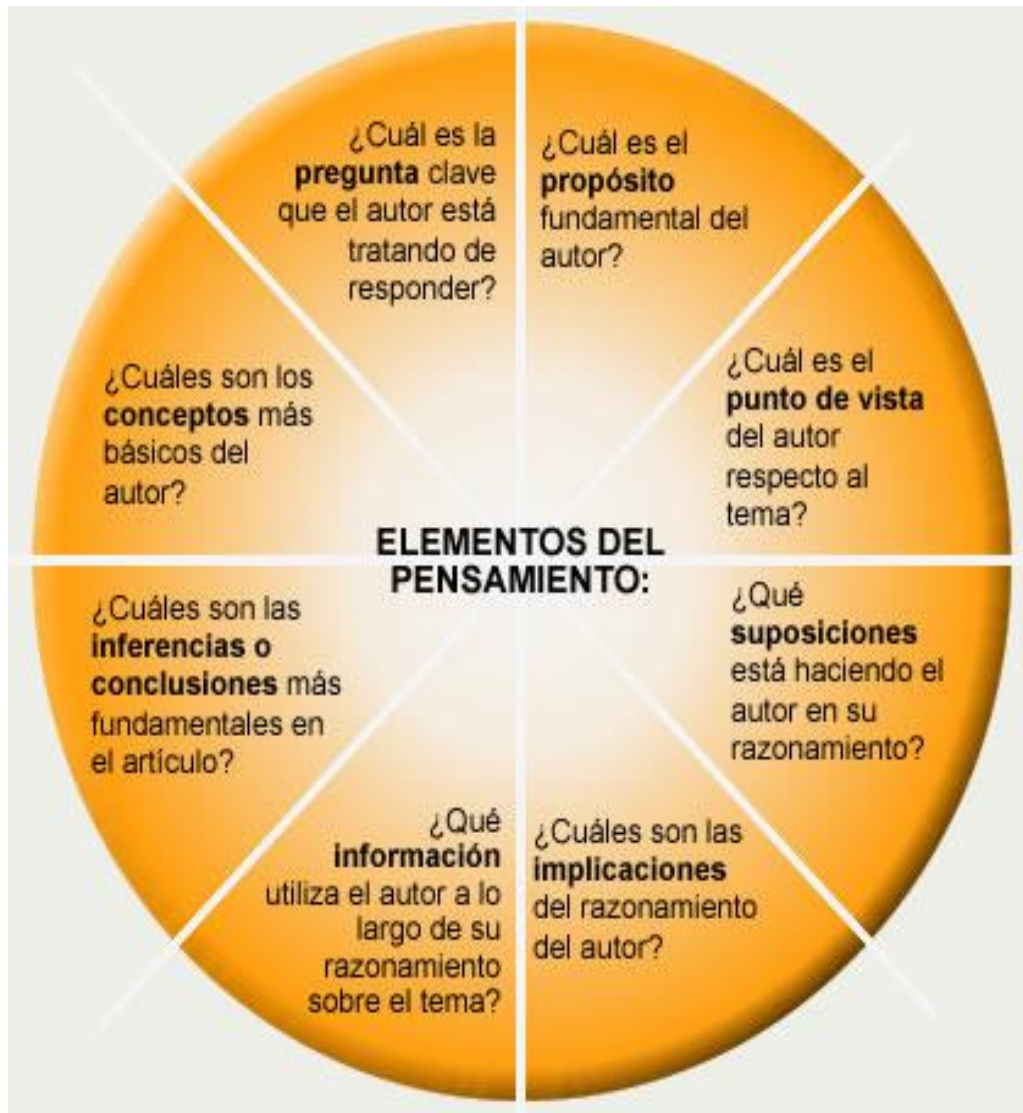 ¿Cuál es la
pregunta clave
que el autor está
tratando de
responder?
¿Cuál es el
propósito
fundamental del
autor?
¿Cuál es el
punto de vista
del autor
respecto al
tema?
¿Qué
suposiciones
está haciendo el
autor en su
razonamiento?
¿Cuáles son las
implicaciones
del razonamiento
del autor?
¿Qué
información
utiliza el autor a lo
largo de su
razonamiento
sobre el tema?
¿Cuáles son las
inferencias o
conclusiones más
fundamentales en
el artículo?
¿Cuáles son los
conceptos más
básicos del
autor?
ELEMENTOS DEL
PENSAMIENTO: